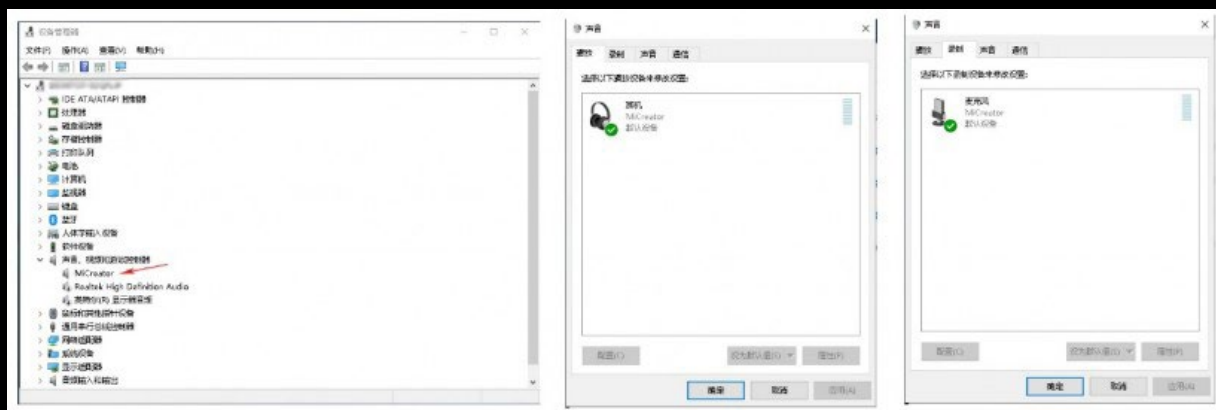 设备管理器
文件(F) 操作(A) 查看(V) 帮助(H)
IDE ATA/ATAPI 控制器
处理器
磁盘驱动器
存储控制器
打印队列
电池
计算机
监视器
键盘
蓝牙
人体学输入设备
软件设备
声音、视频和游戏控制器
MiCreator
Realtek High Definition Audio
英特尔(R) 显示器音频
鼠标和其他指针设备
通用串行总线控制器
网络适配器
系统设备
显示适配器
音频输入和输出
声音
播放 录制 声音 通信
选择以下播放设备来修改设置:
耳机
MiCreator
默认设备
配置(C) 设为默认值(S) 属性(P)
确定 取消 应用(A)
声音
播放 录制 声音 通信
选择以下录制设备来修改设置:
麦克风
MiCreator
默认设备
配置(C) 设为默认值(S) 属性(P)
确定 取消 应用(A)